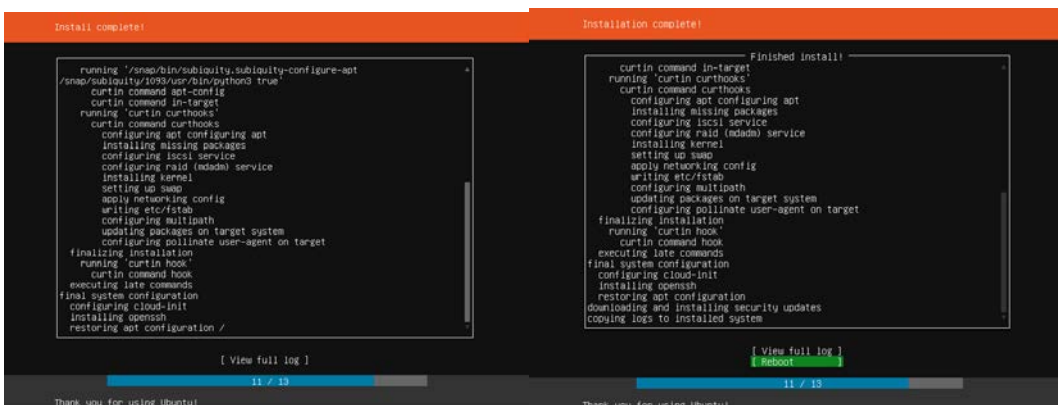 Install complete!
running '/snap/bin/subiquity.subiquity-configure-apt
/snap/subiquity/1093/usr/bin/python3 true'
curtin command apt-config
curtin command in-target
running 'curtin curthooks'
curtin command curthooks
configuring apt configuring apt
installing missing packages
configuring iscsi service
configuring raid (mdadm) service
installing kernel
setting up swap
apply networking config
writing etc/fstab
configuring multipath
updating packages on target system
configuring pollinate user-agent on target
finalizing installation
running 'curtin hook'
curtin command hook
executing late commands
final system configuration
configuring cloud-init
installing openssh
restoring apt configuration /
[ View full log ]
11 / 13
Thank you for using Ubuntu!
Installation complete!
Finished install!
curtin command in-target
running 'curtin curthooks'
curtin command curthooks
configuring apt configuring apt
installing missing packages
configuring iscsi service
configuring raid (mdadm) service
installing kernel
setting up swap
apply networking config
writing etc/fstab
configuring multipath
updating packages on target system
configuring pollinate user-agent on target
finalizing installation
running 'curtin hook'
curtin command hook
executing late commands
final system configuration
configuring cloud-init
installing openssh
restoring apt configuration
downloading and installing security updates
copying logs to installed system
[ View full log ]
[ Reboot ]
11 / 13
Thank you for using Ubuntu!